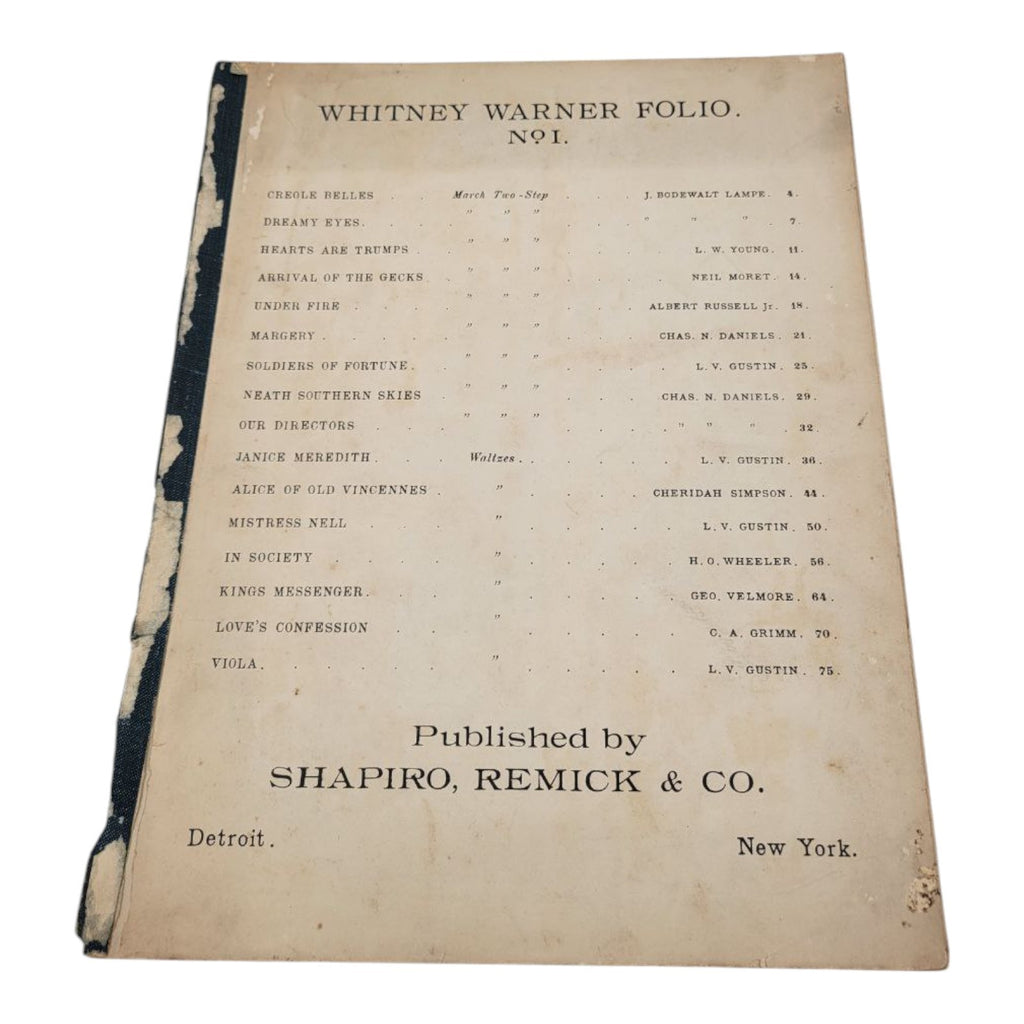 WHITNEY WARNER FOLIO.
No I.
CREOLE BELLES . . March Two-Step . . . J. BODEWALT LAMPE. 4.
DREAMY EYES. . . " " " . . . " " " . 7.
HEARTS ARE TRUMPS . . " " " . . . . L. W. YOUNG. 11.
ARRIVAL OF THE GECKS . . " " " . . . . NEIL MORET. 14.
UNDER FIRE . . . . " " " . . . ALBERT RUSSELL Jr. 18.
MARGERY . . . . . " " " . . . CHAS. N. DANIELS. 21.
SOLDIERS OF FORTUNE. . " " " . . . . L. V. GUSTIN. 25.
NEATH SOUTHERN SKIES . " " " . . . CHAS. N. DANIELS. 29.
OUR DIRECTORS . . . " " " . . . . " " " . 32.
JANICE MEREDITH . . . Waltzes . . . . . . L. V. GUSTIN. 36.
ALICE OF OLD VINCENNES . " . . . . CHERIDAH SIMPSON. 44.
MISTRESS NELL . . . " . . . . . L. V. GUSTIN. 50.
IN SOCIETY . . . . " . . . . . H. O. WHEELER. 56.
KINGS MESSENGER. . . " . . . . . GEO. VELMORE. 64.
LOVE'S CONFESSION . . " . . . . . C. A. GRIMM. 70.
VIOLA. . . . . . " . . . . . L. V. GUSTIN. 75.
Published by
SHAPIRO, REMICK & CO.
Detroit.
New York.